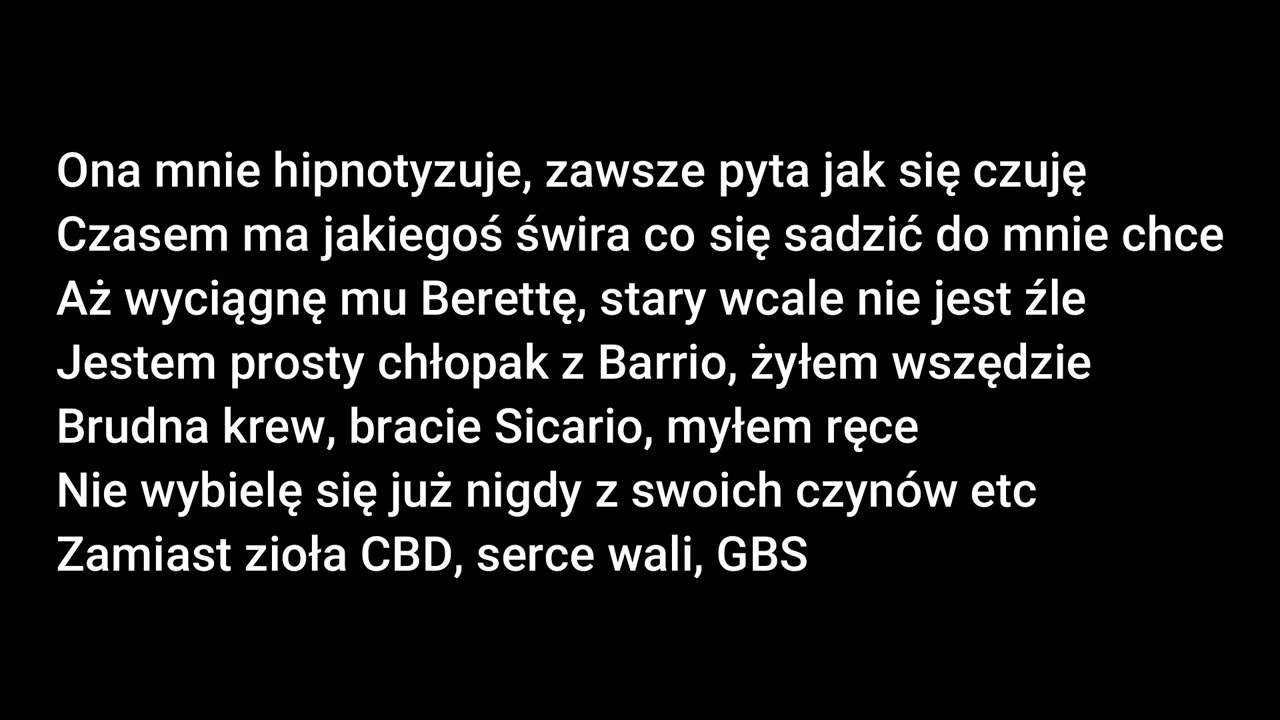 Ona mnie hipnotyzuje, zawsze pyta jak się czuję
Czasem ma jakiegoś świra co się sadzić do mnie chce
Aż wyciągnę mu Berettę, stary wcale nie jest źle
Jestem prosty chłopak z Barrio, żyłem wszędzie
Brudna krew, bracie Sicario, myłem ręce
Nie wybielę się już nigdy z swoich czynów etc
Zamiast zioła CBD, serce wali, GBS